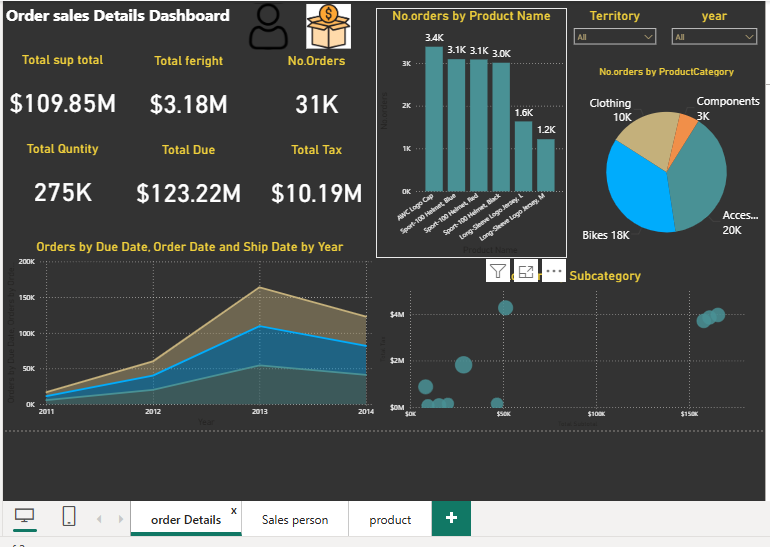 Order sales Details Dashboard
Total sup total
$109.85M
Total feright
$3.18M
No.Orders
31K
Total Quntity
275K
Total Due
$123.22M
Total Tax
$10.19M
No.orders by Product Name
3K
2K
1K
0K
3.4K
3.1K
3.1K
3.0K
1.6K
1.2K
AWC Logo Cap
Sport-100 Helmet, Blue
Sport-100 Helmet, Red
Sport-100 Helmet, Black
Long-Sleeve Logo Jersey, L
Long-Sleeve Logo Jersey, M
Product Name
Territory
All
year
All
No.orders by ProductCategory
Clothing
10K
Components
3K
Bikes 18K
Acces...
20K
Orders by Due Date, Order Date and Ship Date by Year
200K
150K
100K
50K
0K
2011
2012
2013
2014
Year
Subcategory
$4M
$2M
$0M
$0K
$50K
$100K
$150K
order Details
x
Sales person
product
+